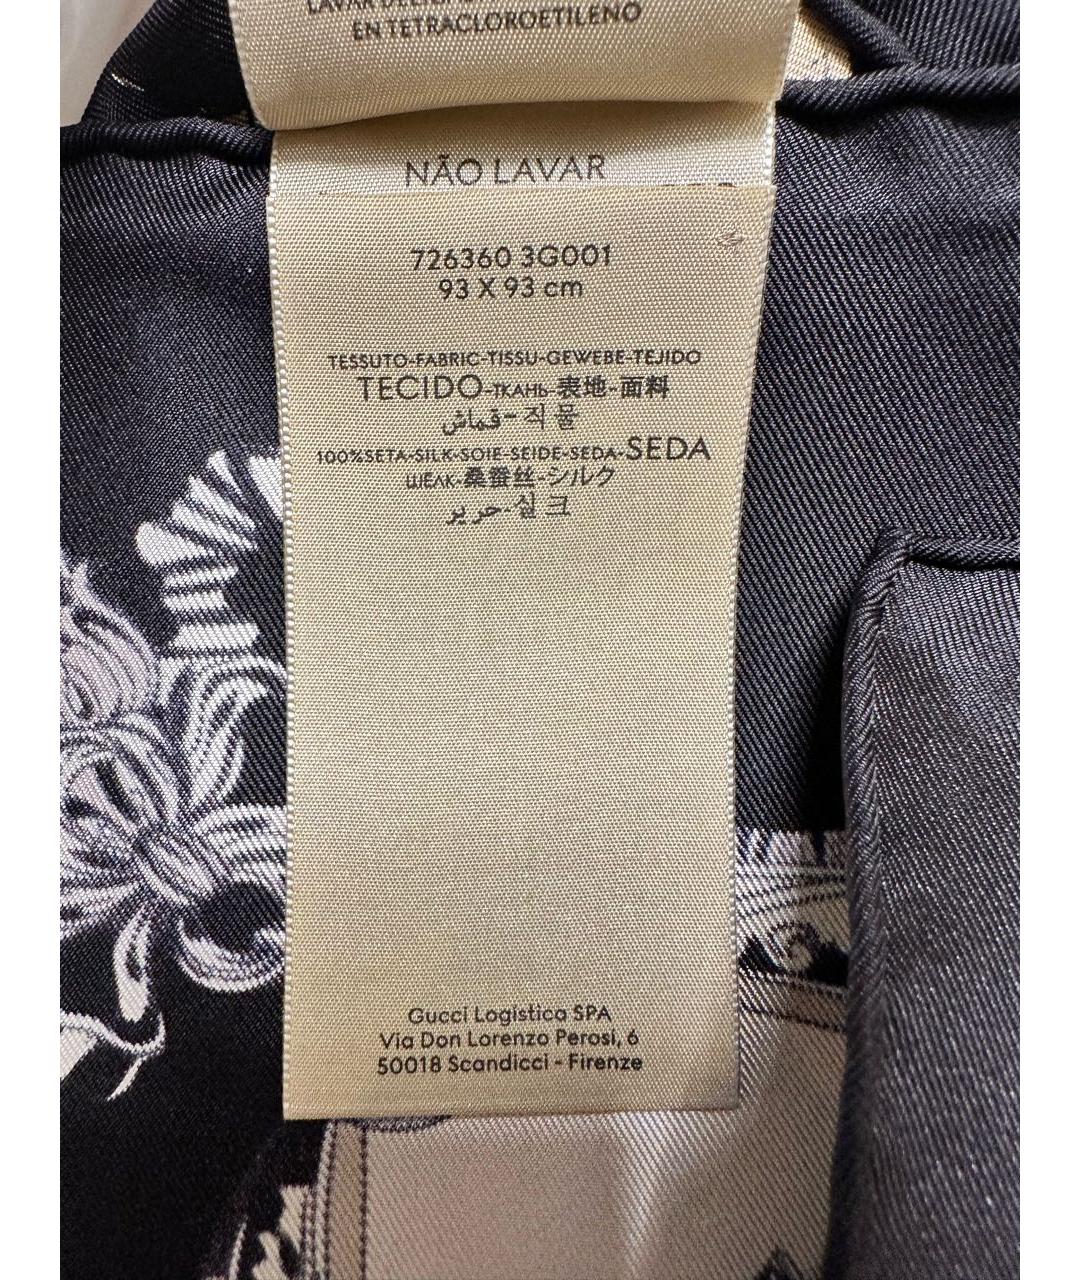 EN TETRACLOROETILENO
NÃO LAVAR
726360 3G001
93 X 93 cm
TESSUTO-FABRIC-TISSU-GEWEBE-TEJIDO
TECIDO-ТКАНЬ-表地-面料
قماش-직물
100%SETA-SILK-SOIE-SEIDE-SEDA-SEDA
ШЕЛК-桑蚕丝-シルク
حرير-실크
Gucci Logistica SPA
Via Don Lorenzo Perosi, 6
50018 Scandicci - Firenze